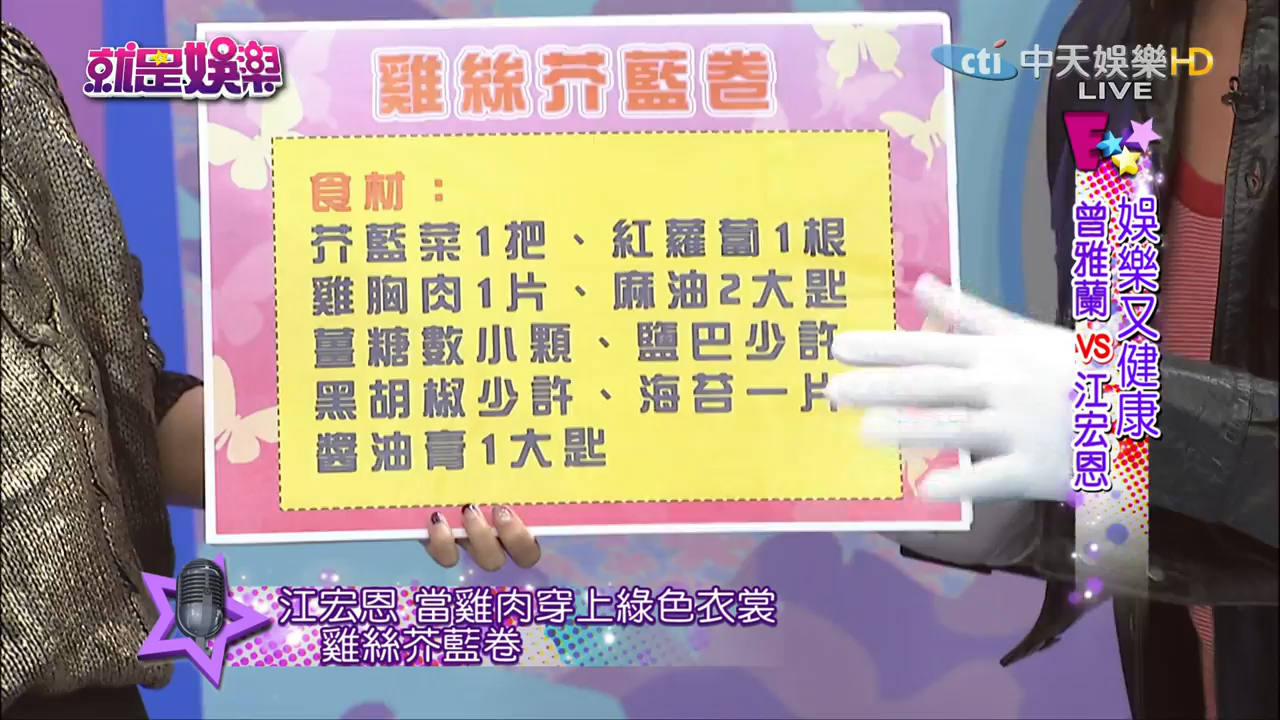 就是娛樂
cti 中天娛樂HD
LIVE
雞絲芥藍卷
食材：
芥藍菜1把、紅蘿蔔1根
雞胸肉1片、麻油2大匙
薑糖數小顆、鹽巴少許
黑胡椒少許、海苔一片
醬油膏1大匙
E
娛樂又健康
曾雅蘭VS江宏恩
江宏恩 當雞肉穿上綠色衣裳
雞絲芥藍卷